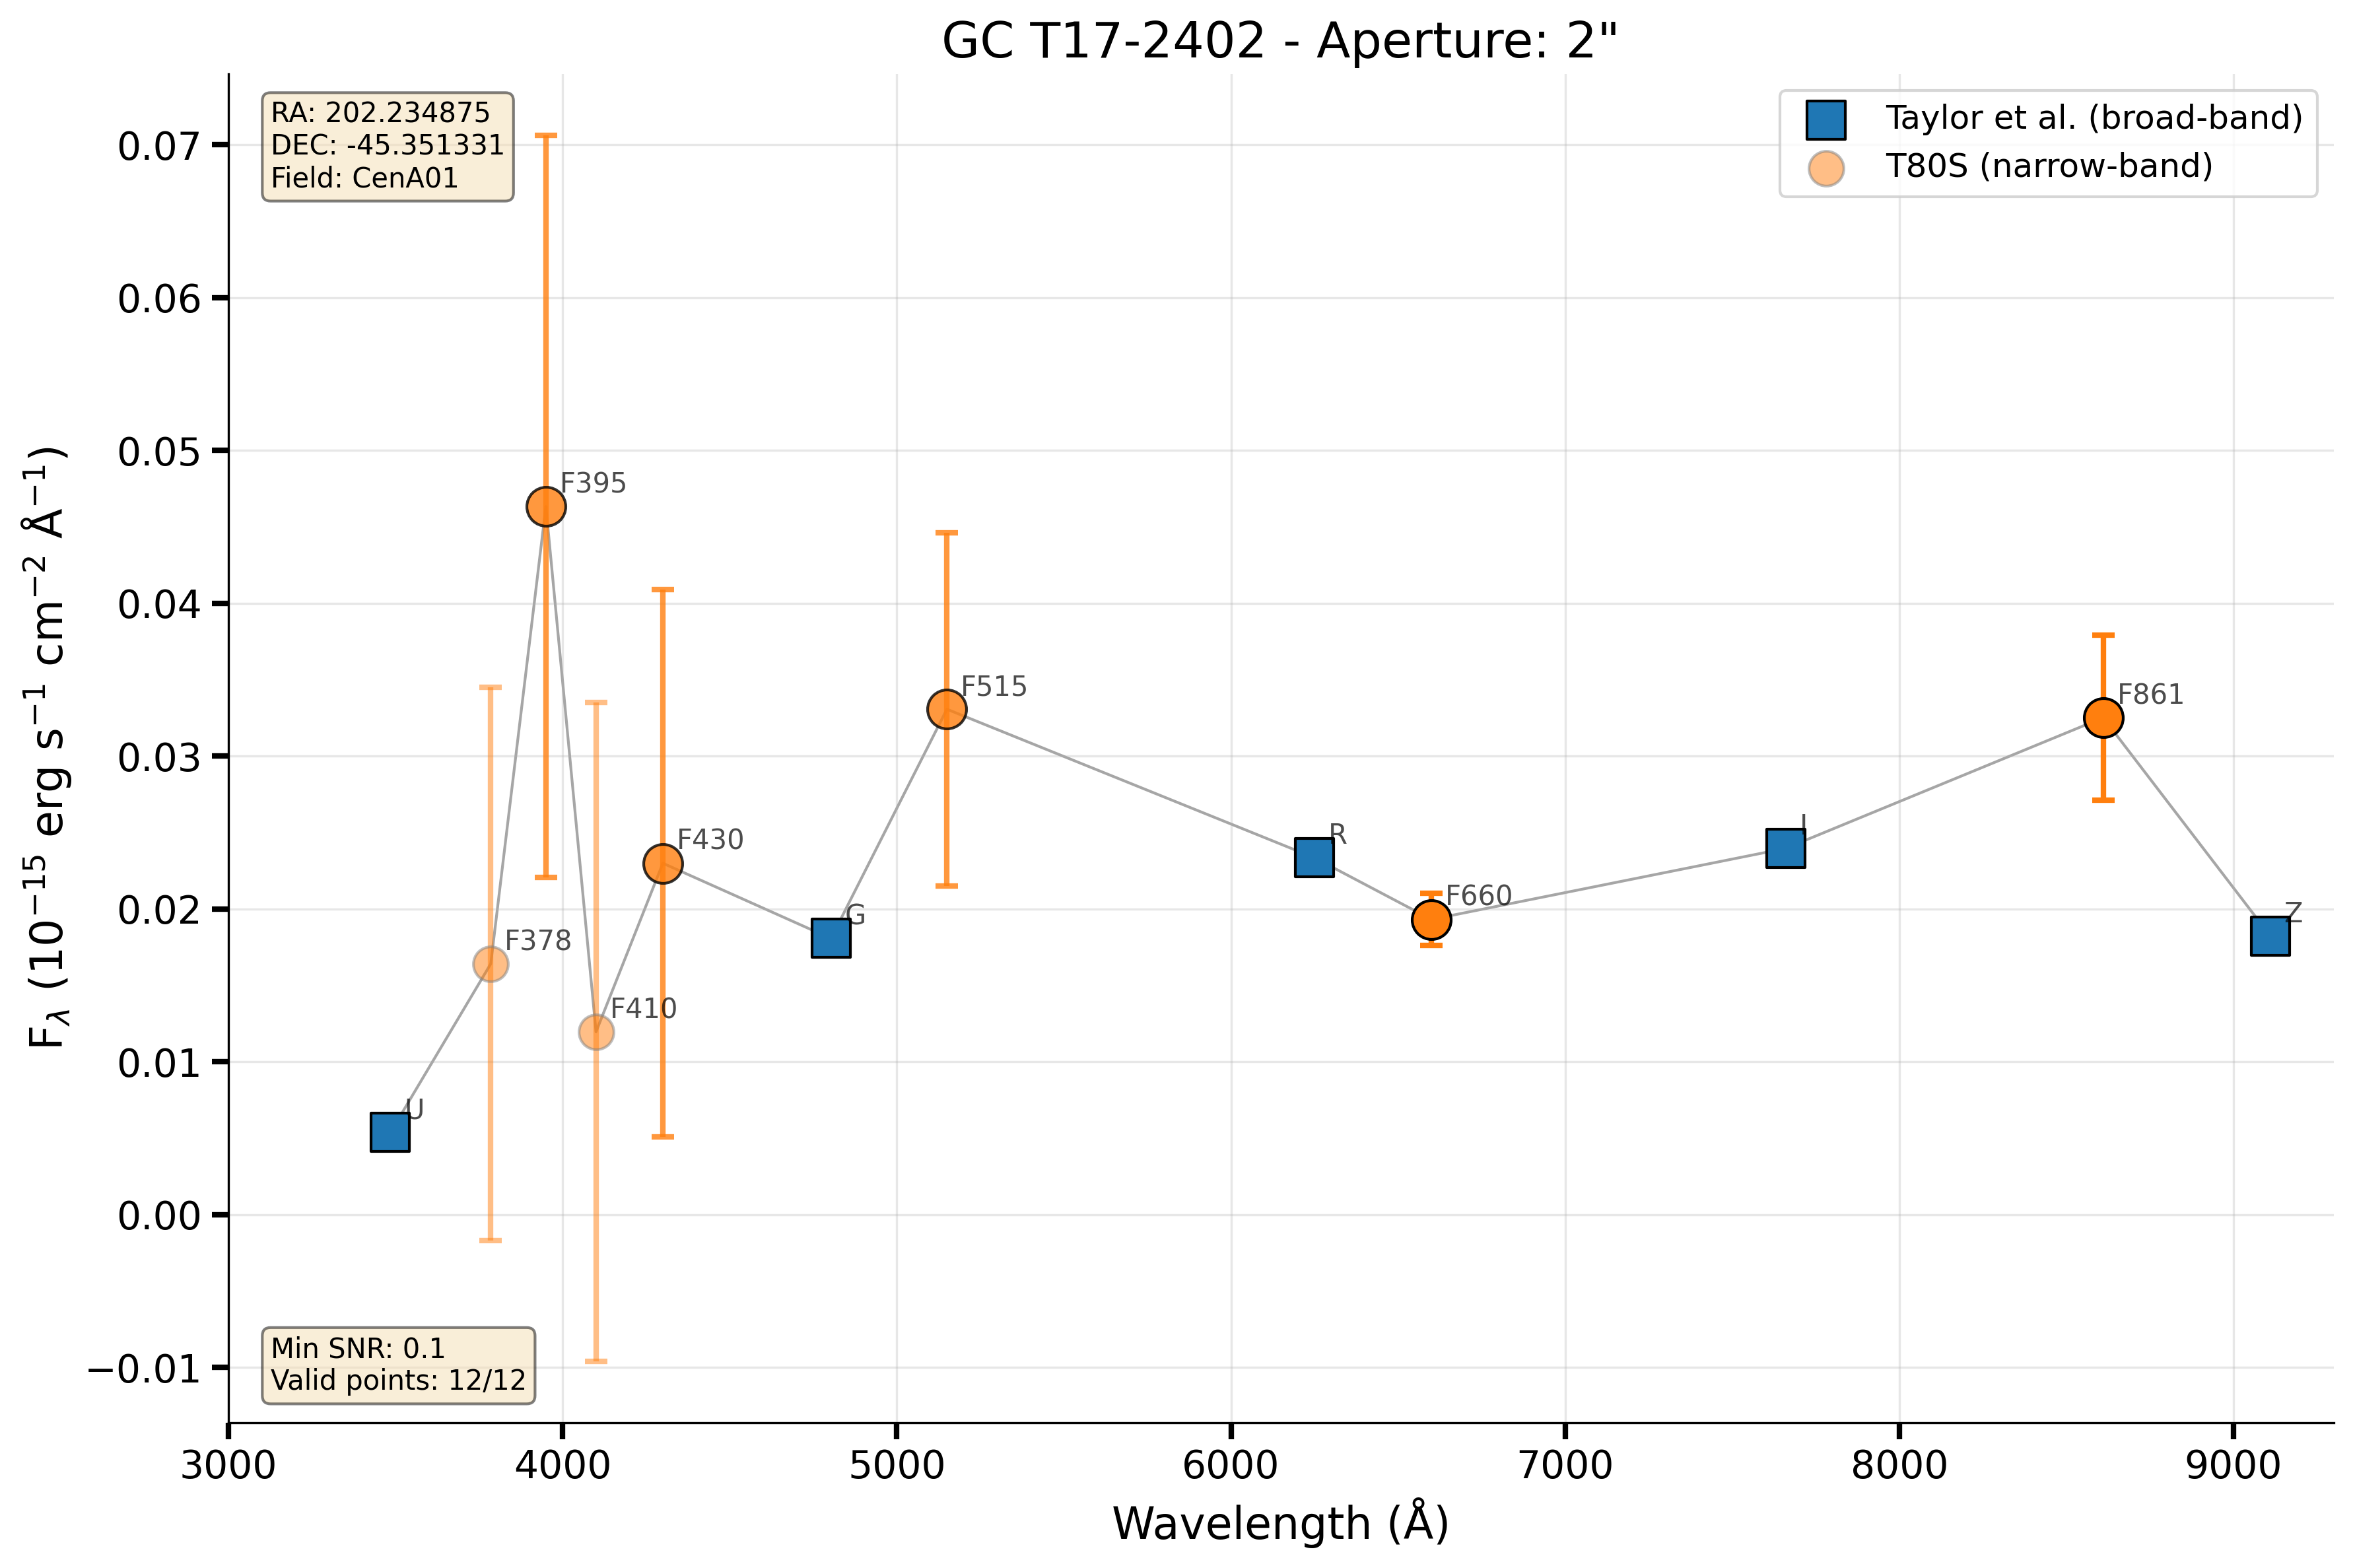 GC T17-2402 - Aperture: 2"
RA: 202.234875
DEC: -45.351331
Field: CenA01
Taylor et al. (broad-band)
T80S (narrow-band)
0.07
0.06
0.05
0.04
0.03
0.02
0.01
0.00
−0.01
F_λ (10⁻¹⁵ erg s⁻¹ cm⁻² Å⁻¹)
U
F378
F395
F410
F430
G
F515
R
F660
I
F861
Z
Min SNR: 0.1
Valid points: 12/12
3000 4000 5000 6000 7000 8000 9000
Wavelength (Å)